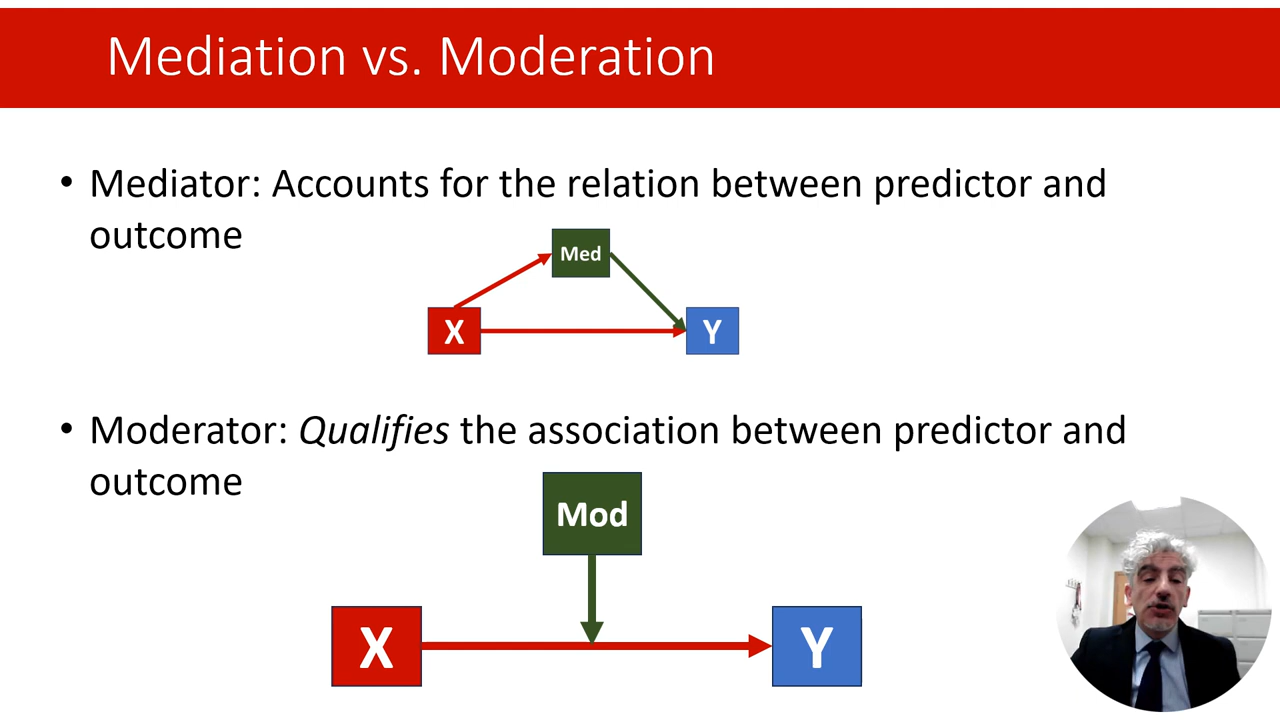 Mediation vs. Moderation
• Mediator: Accounts for the relation between predictor and
outcome
Med
X
Y
• Moderator: Qualifies the association between predictor and
outcome
Mod
X
Y